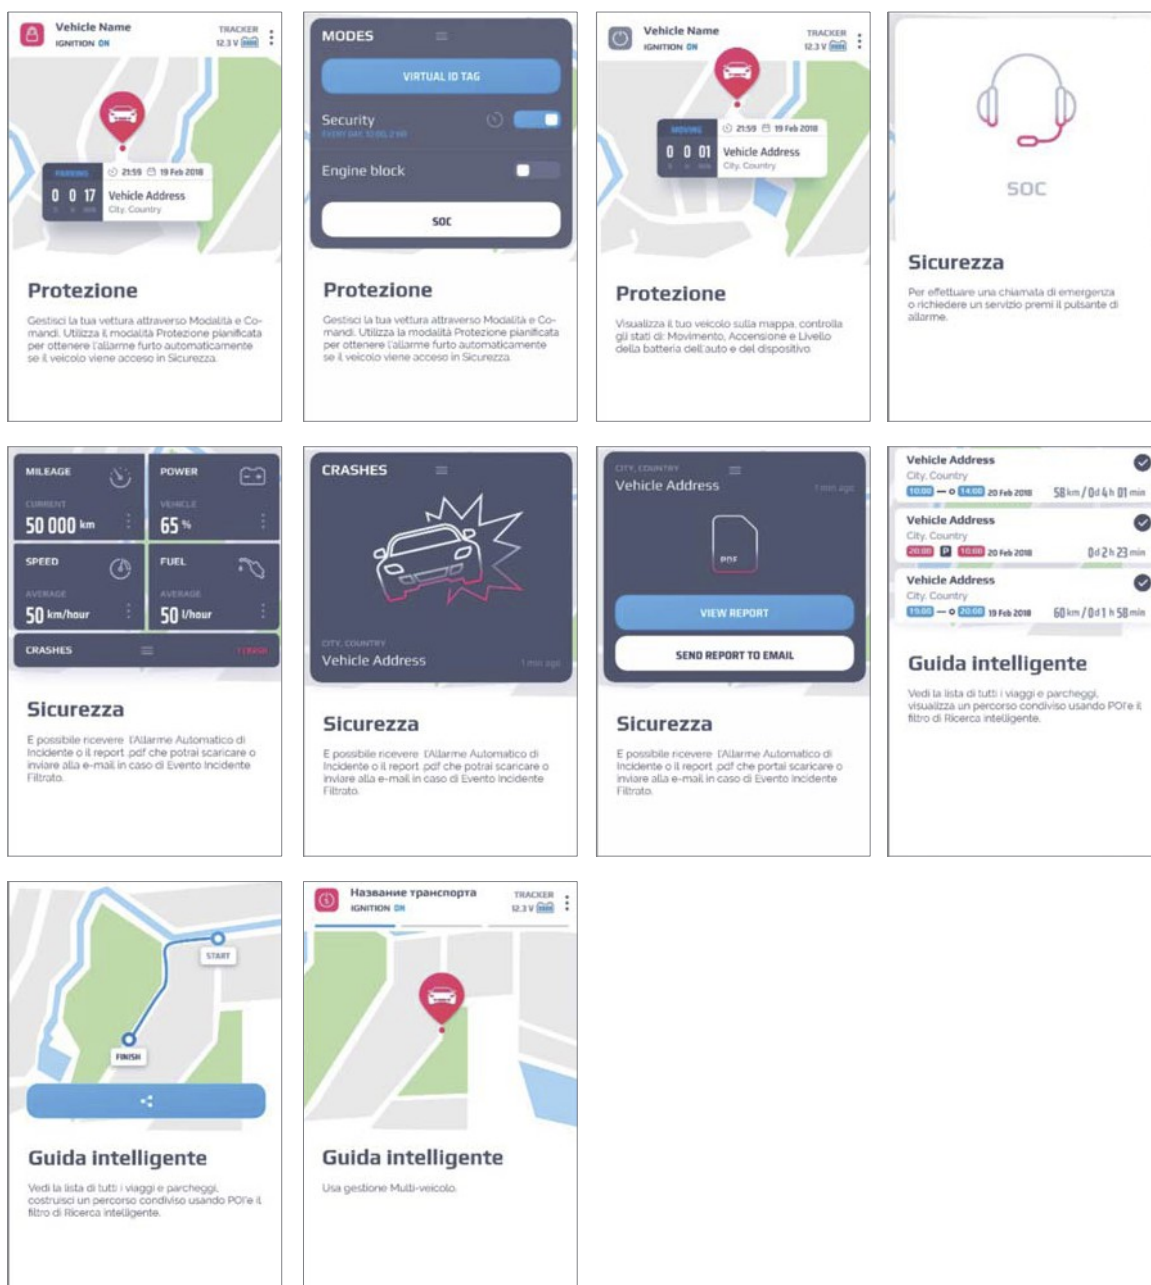 Vehicle Name
IGNITION ON
TRACKER
12.3 V
PARKING
21:59 19 Feb 2018
0 0 17
Vehicle Address
City, Country
Protezione
Gestisci la tua vettura attraverso Modalità e Co-
mandi. Utilizza il modalità Protezione pianificata
per ottenere l'allarme furto automaticamente
se il veicolo viene acceso in Sicurezza.
MODES
VIRTUAL ID TAG
Security
Engine block
SOC
Protezione
Gestisci la tua vettura attraverso Modalità e Co-
mandi. Utilizza la modalità Protezione pianificata
per ottenere l'allarme furto automaticamente
se il veicolo viene acceso in Sicurezza.
Vehicle Name
IGNITION ON
TRACKER
12.3 V
MOVING
21:59 19 Feb 2018
0 0 01
Vehicle Address
City, Country
Protezione
Visualizza il tuo veicolo sulla mappa, controlla
gli stati di: Movimento, Accensione e Livello
della batteria dell'auto e del dispositivo
SOC
Sicurezza
Per effettuare una chiamata di emergenza
o richiedere un servizio premi il pulsante di
allarme.
MILEAGE
CURRENT
50 000 km
POWER
VEHICLE
65 %
SPEED
AVERAGE
50 km/hour
FUEL
AVERAGE
50 l/hour
CRASHES
Sicurezza
E possibile ricevere l'Allarme Automatico di
Incidente o il report .pdf che potrai scaricare o
inviare alla e-mail in caso di Evento Incidente
Filtrato.
CRASHES
CITY, COUNTRY
Vehicle Address
1 min ago
Sicurezza
E possibile ricevere l'Allarme Automatico di
Incidente o il report .pdf che potrai scaricare o
inviare alla e-mail in caso di Evento Incidente
Filtrato.
CITY, COUNTRY
Vehicle Address
1 min ago
PDF
VIEW REPORT
SEND REPORT TO EMAIL
Sicurezza
E possibile ricevere l'Allarme Automatico di
Incidente o il report .pdf che portai scaricare o
inviare alla e-mail in caso di Evento Incidente
Filtrato.
Vehicle Address
City, Country
10:00 14:00 20 Feb 2018 58 km / 0d 4 h 01 min
Vehicle Address
City, Country
20:00 P 10:00 20 Feb 2018 0d 2 h 23 min
Vehicle Address
City, Country
19:00 20:00 19 Feb 2018 60 km / 0d 1 h 58 min
Guida intelligente
Vedi la lista di tutti i viaggi e parcheggi,
visualizza un percorso condiviso usando POI'e il
filtro di Ricerca intelligente.
START
FINISH
Guida intelligente
Vedi la lista di tutti i viaggi e parcheggi,
costruisci un percorso condiviso usando POI'e il
filtro di Ricerca intelligente.
Название транспорта
IGNITION ON
TRACKER
12.3 V
Guida intelligente
Usa gestione Multi-veicolo.